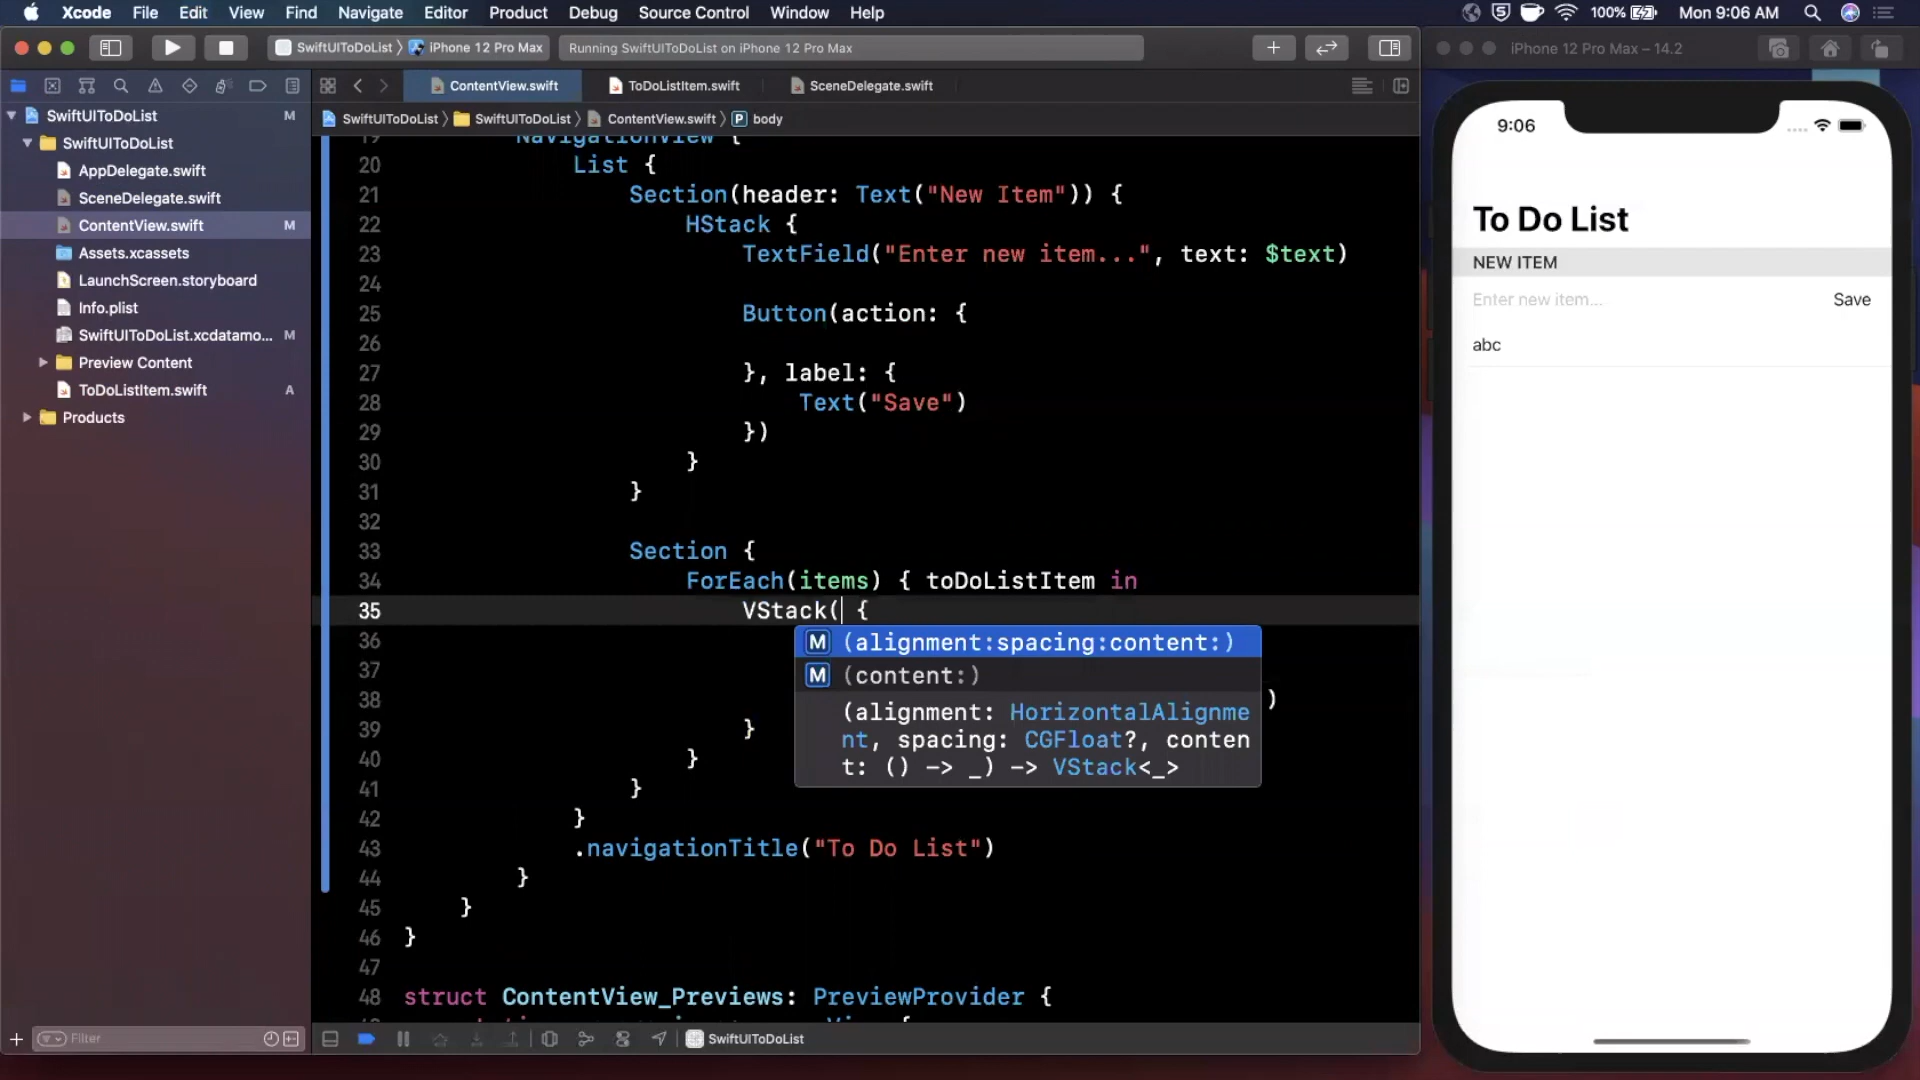 Xcode File Edit View Find Navigate Editor Product Debug Source Control Window Help
100% Mon 9:06 AM
SwiftUIToDoList iPhone 12 Pro Max
Running SwiftUIToDoList on iPhone 12 Pro Max
iPhone 12 Pro Max – 14.2
ContentView.swift ToDoListItem.swift SceneDelegate.swift
SwiftUIToDoList SwiftUIToDoList ContentView.swift P body
SwiftUIToDoList M
SwiftUIToDoList
AppDelegate.swift
SceneDelegate.swift
ContentView.swift M
Assets.xcassets
LaunchScreen.storyboard
Info.plist
SwiftUIToDoList.xcdatamo... M
Preview Content
ToDoListItem.swift A
Products
Filter
19 NavigationView {
20 List {
21 Section(header: Text("New Item")) {
22 HStack {
23 TextField("Enter new item...", text: $text)
24
25 Button(action: {
26
27 }, label: {
28 Text("Save")
29 })
30 }
31 }
32
33 Section {
34 ForEach(items) { toDoListItem in
35 VStack( {
36
37
38 )
39 }
40 }
41 }
42 }
43 .navigationTitle("To Do List")
44 }
45 }
46 }
47
48 struct ContentView_Previews: PreviewProvider {
M (alignment:spacing:content:)
M (content:)
(alignment: HorizontalAlignme
nt, spacing: CGFloat?, conten
t: () -> _) -> VStack<_>
SwiftUIToDoList
9:06
To Do List
NEW ITEM
Enter new item... Save
abc